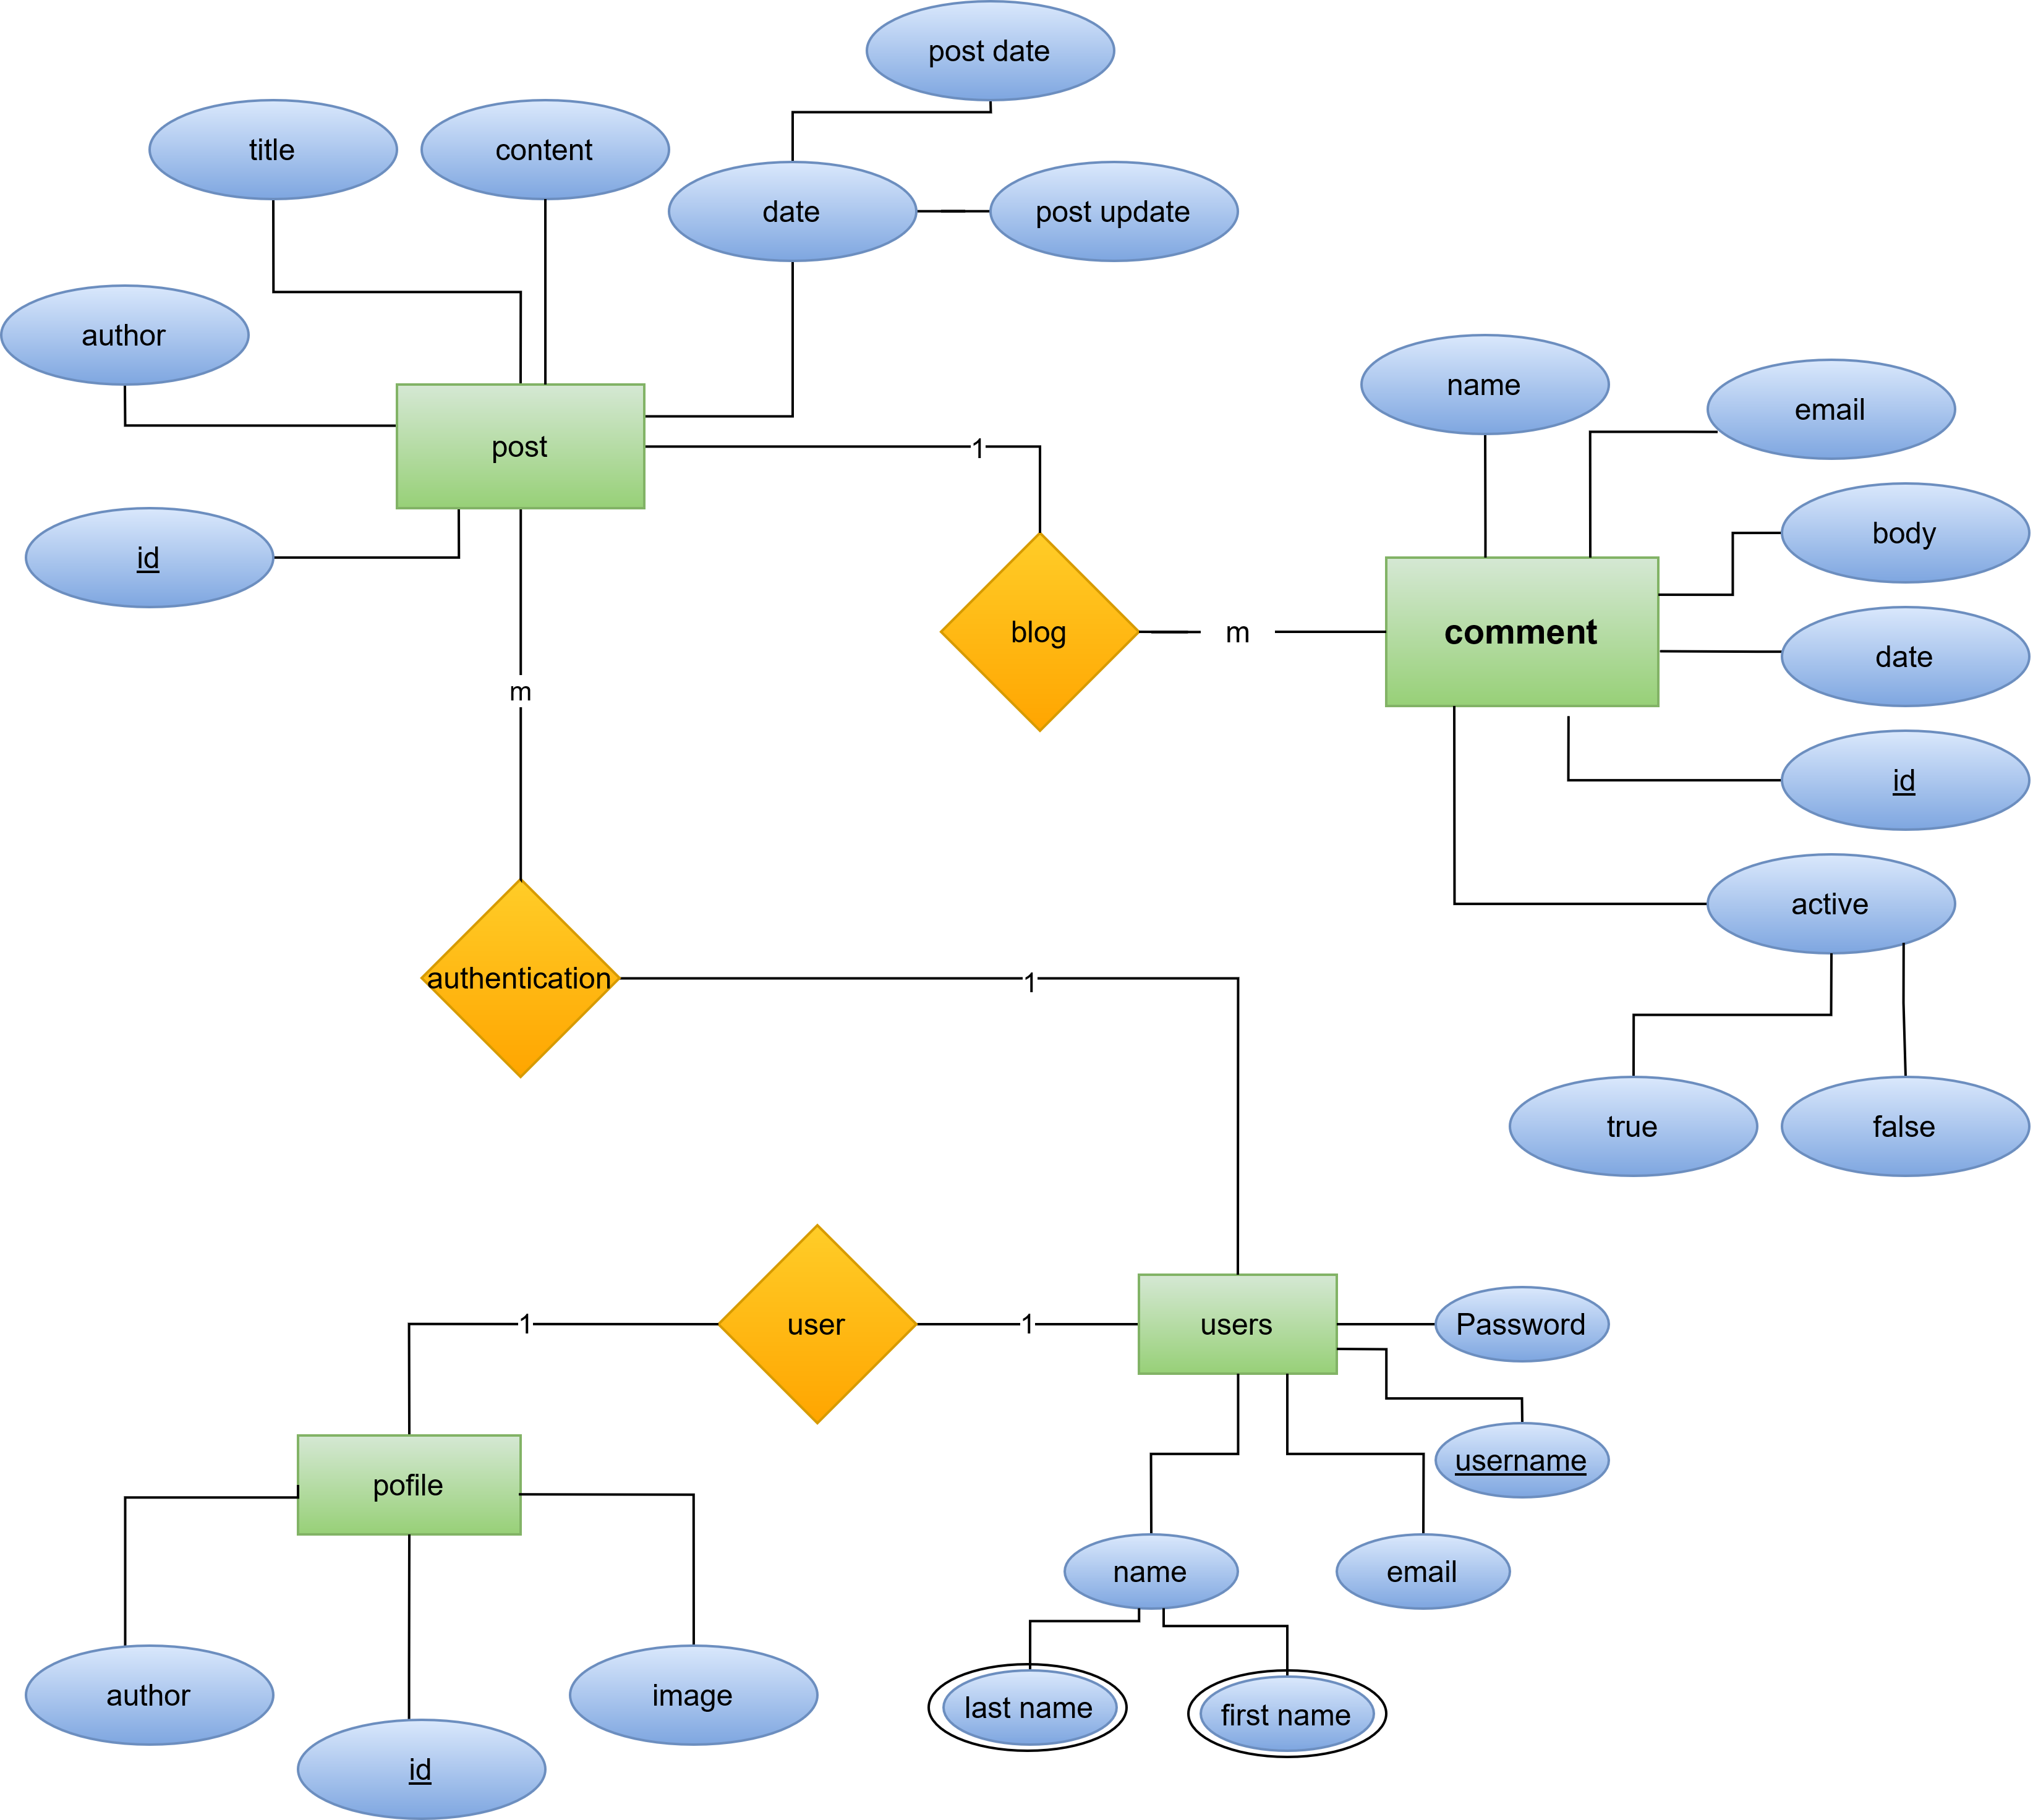 post date
title
content
date
post update
author
name
email
post
1
body
id
blog
m
comment
date
m
id
active
authentication
1
true
false
1
user
1
users
Password
username
pofile
name
email
author
image
last name
first name
id